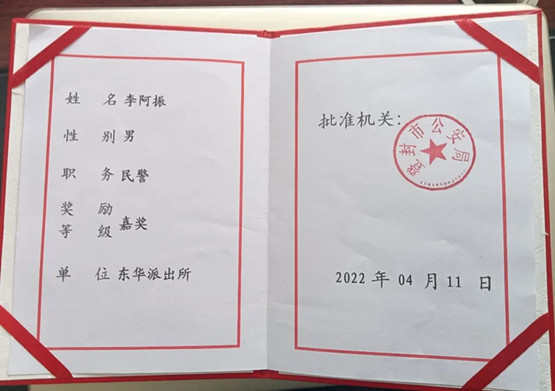 姓 名 李阿振
性 别 男
职 务 民警
奖 励
等 级 嘉奖
单 位 东华派出所
批准机关：
登封市公安局
2022 年 04 月 11 日